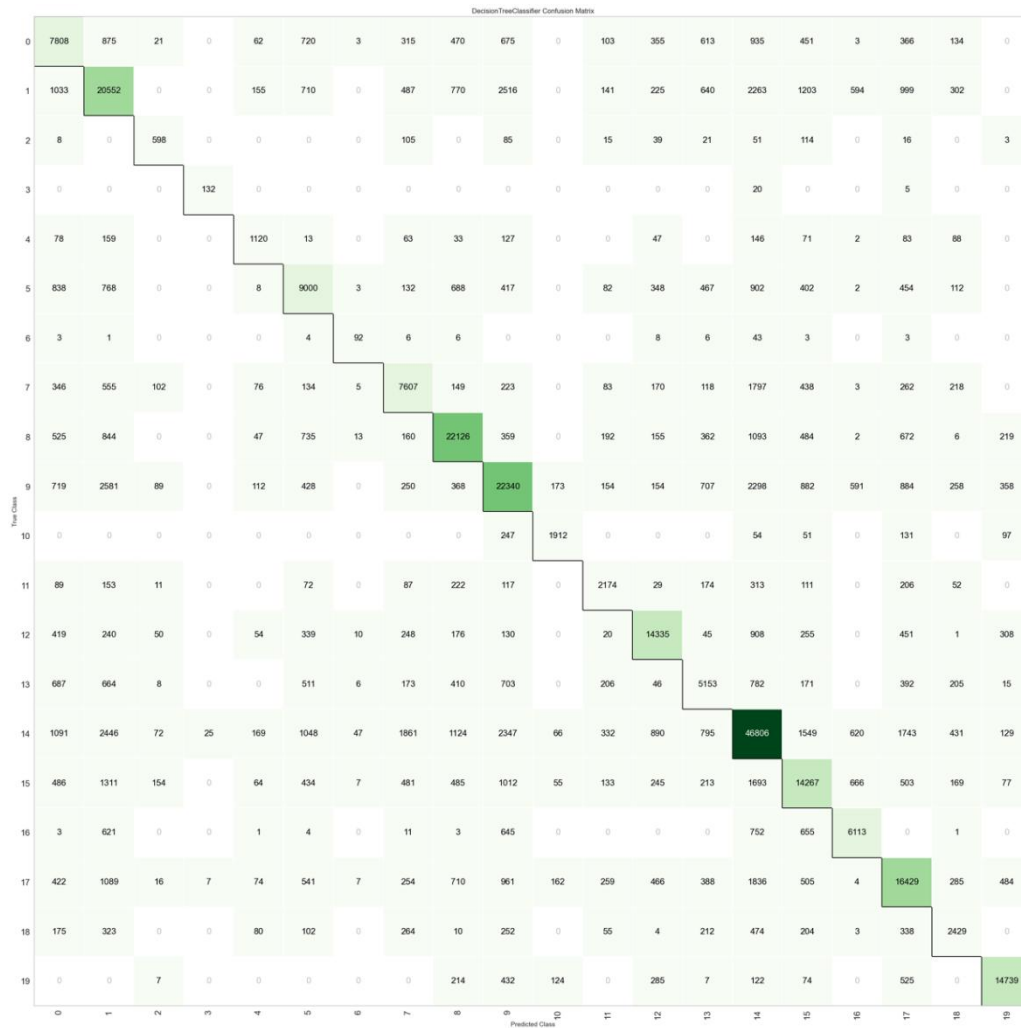 DecisionTreeClassifier Confusion Matrix
0 7808 875 21 0 62 720 3 315 470 675 0 103 355 613 935 451 3 366 134 0
1 1033 20552 0 0 155 710 0 487 770 2516 0 141 225 640 2263 1203 594 999 302 0
2 8 0 598 0 0 0 0 105 0 85 0 15 39 21 51 114 0 16 0 3
3 0 0 0 132 0 0 0 0 0 0 0 0 0 0 20 0 0 5 0 0
4 78 159 0 0 1120 13 0 63 33 127 0 0 47 0 146 71 2 83 88 0
5 838 768 0 0 8 9000 3 132 688 417 0 82 348 467 902 402 2 454 112 0
6 3 1 0 0 0 4 92 6 6 0 0 0 8 6 43 3 0 3 0 0
7 346 555 102 0 76 134 5 7607 149 223 0 83 170 118 1797 438 3 262 218 0
8 525 844 0 0 47 735 13 160 22126 359 0 192 155 362 1093 484 2 672 6 219
9 719 2581 89 0 112 428 0 250 368 22340 173 154 154 707 2298 882 591 884 258 358
10 0 0 0 0 0 0 0 0 0 247 1912 0 0 0 54 51 0 131 0 97
11 89 153 11 0 0 72 0 87 222 117 0 2174 29 174 313 111 0 206 52 0
12 419 240 50 0 54 339 10 248 176 130 0 20 14335 45 908 255 0 451 1 308
13 687 664 8 0 0 511 6 173 410 703 0 206 46 5153 782 171 0 392 205 15
14 1091 2446 72 25 169 1048 47 1861 1124 2347 66 332 890 795 46806 1549 620 1743 431 129
15 486 1311 154 0 64 434 7 481 485 1012 55 133 245 213 1693 14267 666 503 169 77
16 3 621 0 0 1 4 0 11 3 645 0 0 0 0 752 655 6113 0 1 0
17 422 1089 16 7 74 541 7 254 710 961 162 259 466 388 1836 505 4 16429 285 484
18 175 323 0 0 80 102 0 264 10 252 0 55 4 212 474 204 3 338 2429 0
19 0 0 7 0 0 0 0 0 214 432 124 0 285 7 122 74 0 525 0 14739
0 1 2 3 4 5 6 7 8 9 10 11 12 13 14 15 16 17 18 19
True Class
Predicted Class